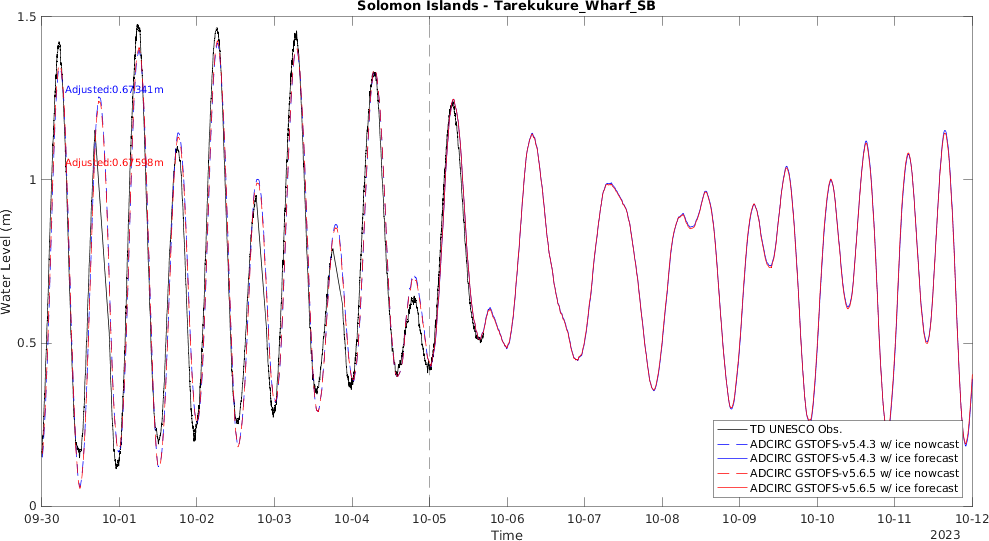 Solomon Islands - Tarekukure_Wharf_SB
1.5
Adjusted:0.67341m
Adjusted:0.67598m
1
Water Level (m)
0.5
0
TD UNESCO Obs.
ADCIRC GSTOFS-v5.4.3 w/ ice nowcast
ADCIRC GSTOFS-v5.4.3 w/ ice forecast
ADCIRC GSTOFS-v5.6.5 w/ ice nowcast
ADCIRC GSTOFS-v5.6.5 w/ ice forecast
09-30 10-01 10-02 10-03 10-04 10-05 10-06 10-07 10-08 10-09 10-10 10-11 10-12
Time
2023